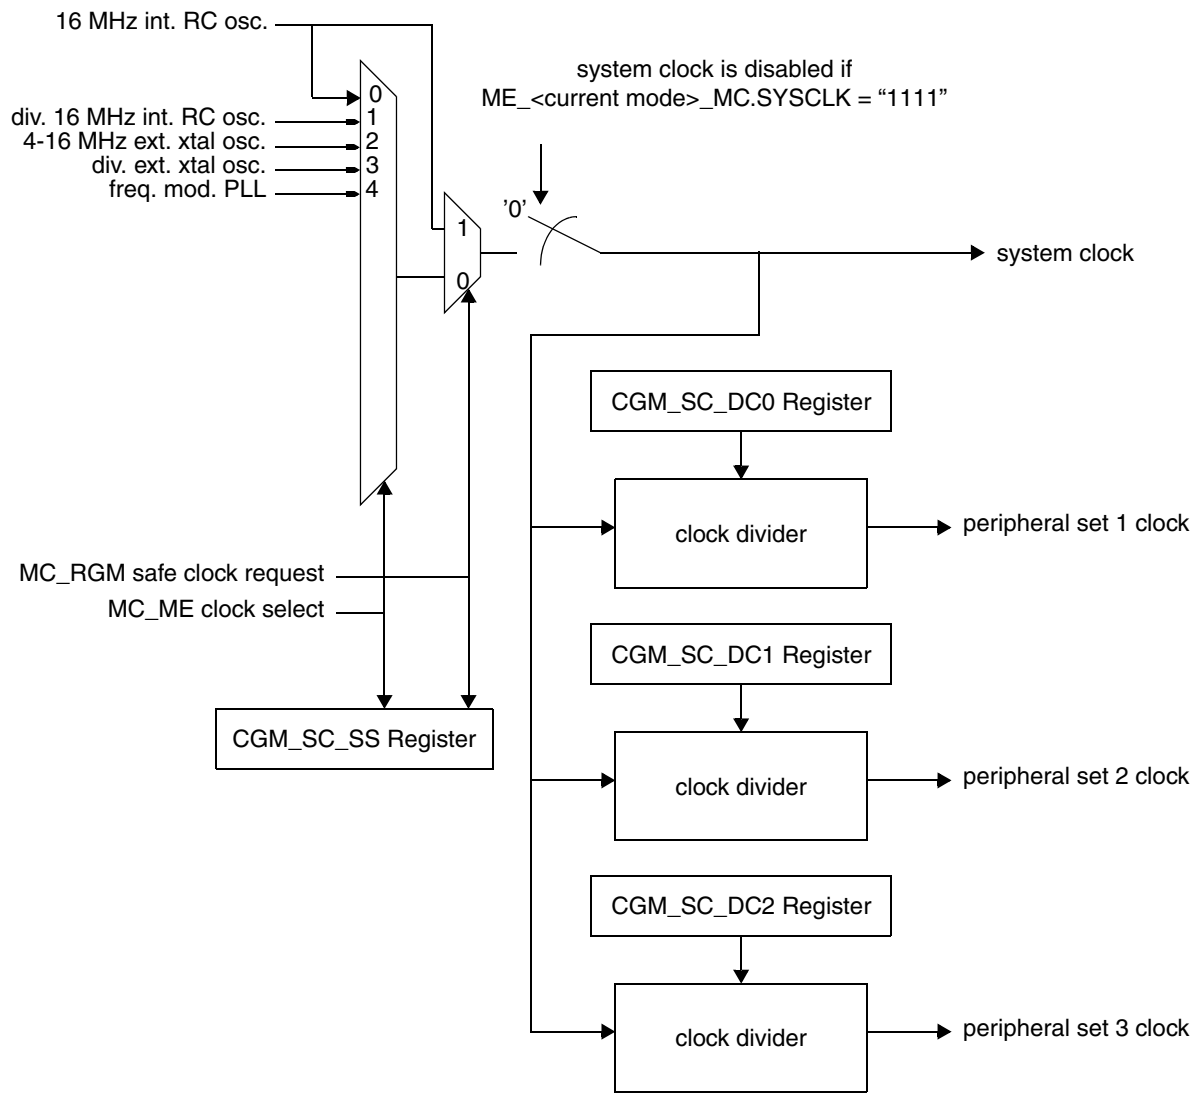 16 MHz int. RC osc.
system clock is disabled if
ME_<current mode>_MC.SYSCLK = “1111”
0
div. 16 MHz int. RC osc.
1
4-16 MHz ext. xtal osc.
2
div. ext. xtal osc.
3
freq. mod. PLL
4
'0'
1
0
system clock
CGM_SC_DC0 Register
clock divider
peripheral set 1 clock
MC_RGM safe clock request
MC_ME clock select
CGM_SC_DC1 Register
CGM_SC_SS Register
clock divider
peripheral set 2 clock
CGM_SC_DC2 Register
clock divider
peripheral set 3 clock